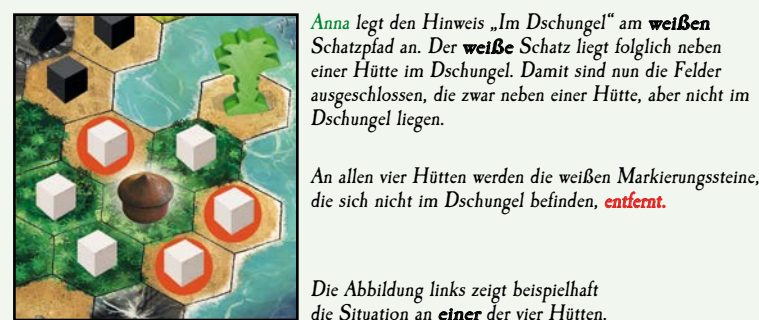 Anna legt den Hinweis „Im Dschungel“ am weißen
Schatzpfad an. Der weiße Schatz liegt folglich neben
einer Hütte im Dschungel. Damit sind nun die Felder
ausgeschlossen, die zwar neben einer Hütte, aber nicht im
Dschungel liegen.
An allen vier Hütten werden die weißen Markierungssteine,
die sich nicht im Dschungel befinden, entfernt.
Die Abbildung links zeigt beispielhaft
die Situation an einer der vier Hütten.